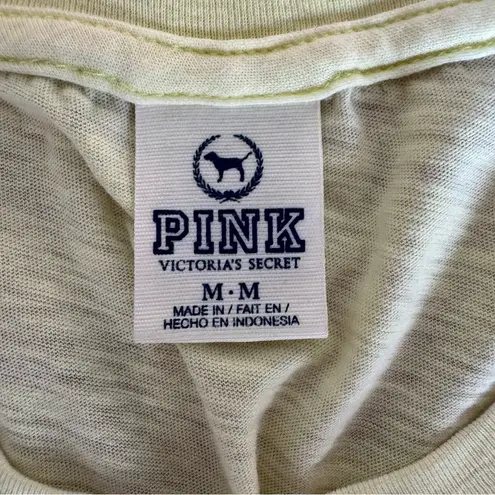 PINK
VICTORIA'S SECRET
M·M
MADE IN / FAIT EN /
HECHO EN INDONESIA